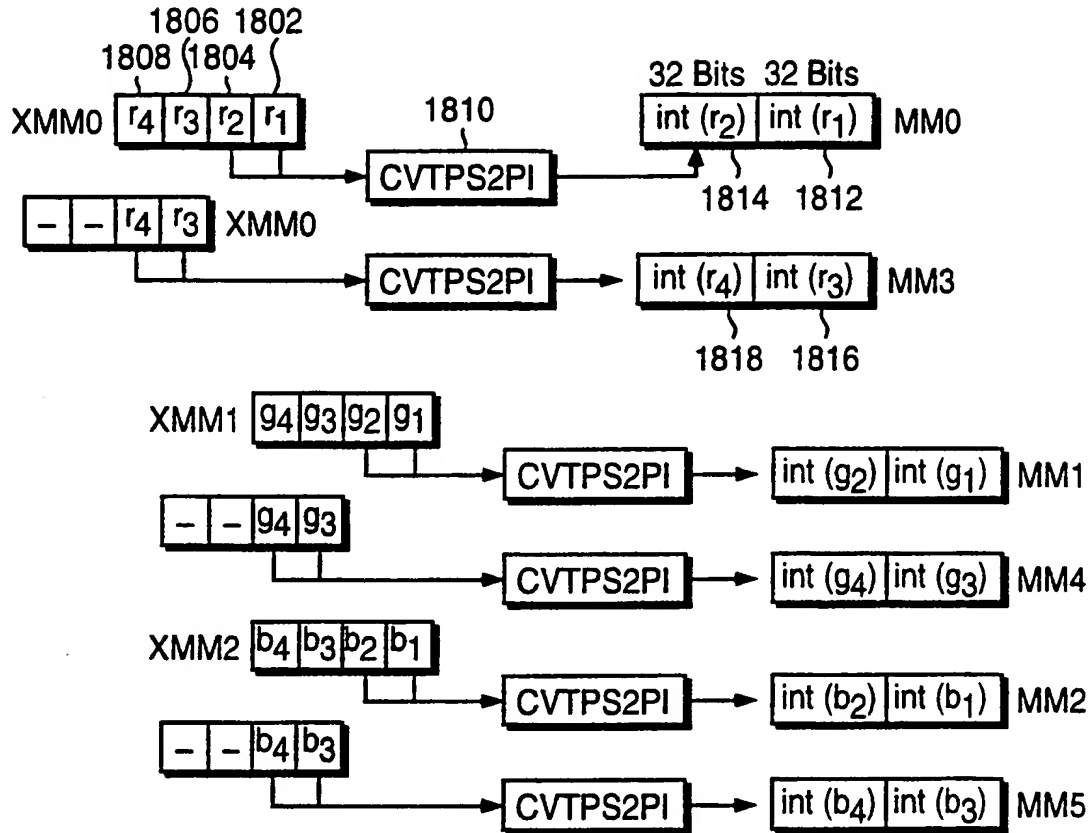 1806 1802
1808 1804
XMM0 r4 r3 r2 r1
1810
CVTPS2PI
32 Bits 32 Bits
int (r2) int (r1) MM0
1814 1812
– – r4 r3 XMM0
CVTPS2PI
int (r4) int (r3) MM3
1818 1816
XMM1 g4 g3 g2 g1
CVTPS2PI
int (g2) int (g1) MM1
– – g4 g3
CVTPS2PI
int (g4) int (g3) MM4
XMM2 b4 b3 b2 b1
CVTPS2PI
int (b2) int (b1) MM2
– – b4 b3
CVTPS2PI
int (b4) int (b3) MM5